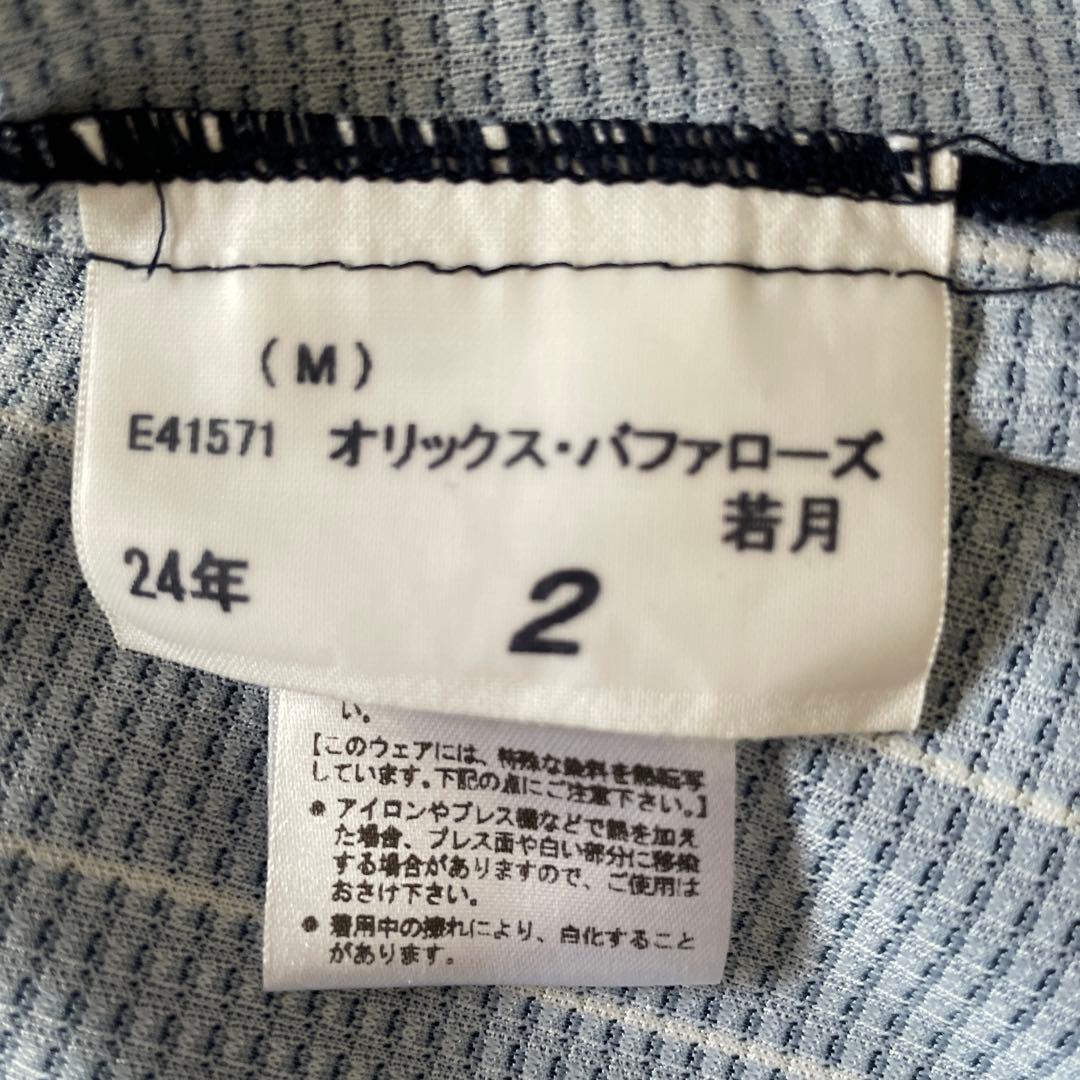 (M)
E41571 オリックス・バファローズ
若月
24年 2
い。
【このウェアには、特殊な染料を熱転写
しています。下記の点にご注意下さい。】
● アイロンやプレス機などで熱を加え
た場合、プレス面や白い部分に移染
する場合がありますので、ご使用は
おさけ下さい。
● 着用中の擦れにより、白化すること
があります。